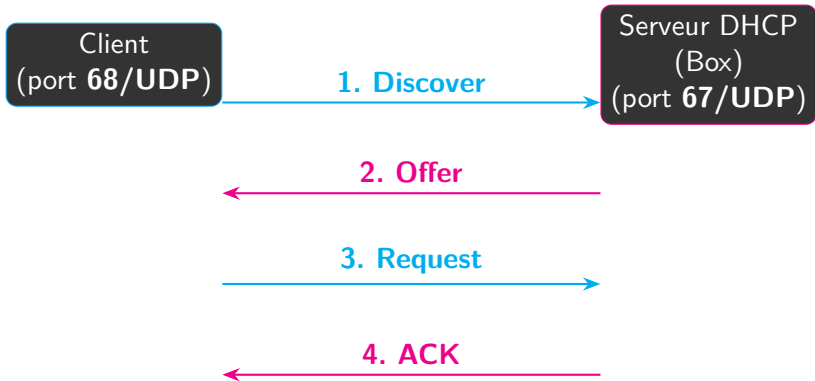 Client
(port 68/UDP)
Serveur DHCP
(Box)
(port 67/UDP)
1. Discover
2. Offer
3. Request
4. ACK